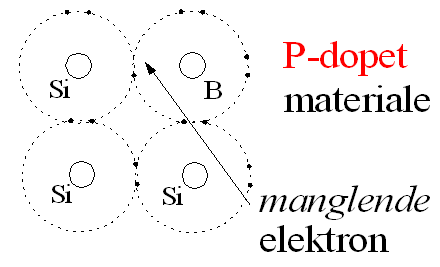 Si
B
Si
Si
P-dopet
materiale
manglende
elektron